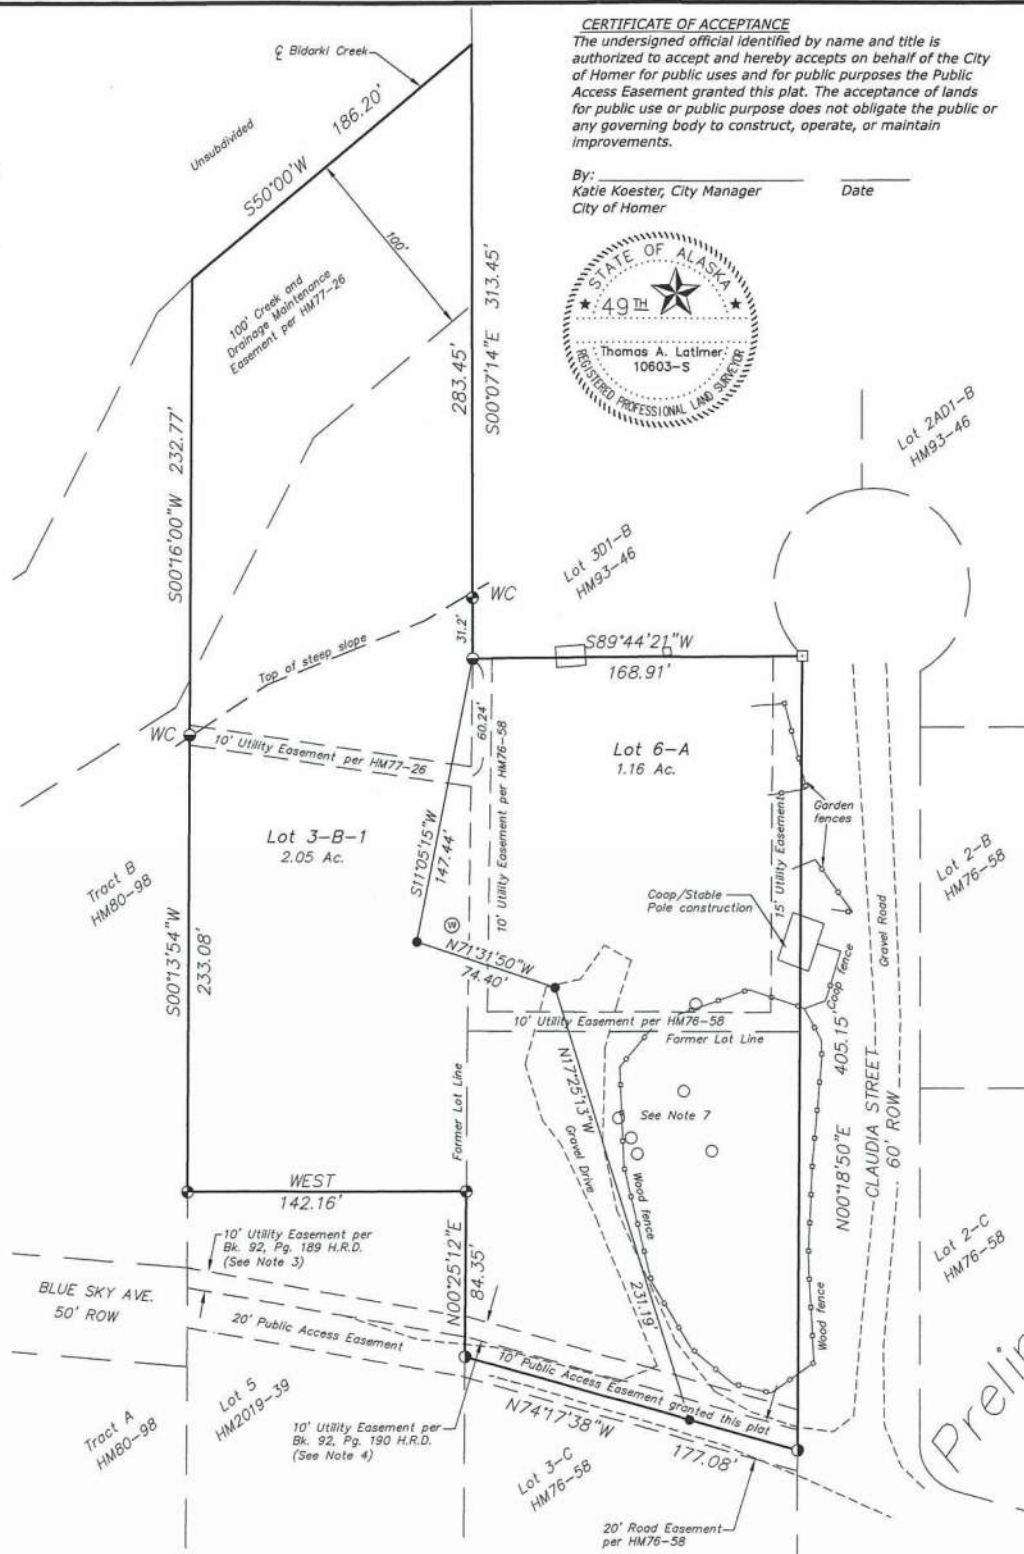 CERTIFICATE OF ACCEPTANCE
The undersigned official identified by name and title is
authorized to accept and hereby accepts on behalf of the City
of Homer for public uses and for public purposes the Public
Access Easement granted this plat. The acceptance of lands
for public use or public purpose does not obligate the public or
any governing body to construct, operate, or maintain
improvements.
By:
Katie Koester, City Manager
Date
City of Homer
STATE OF ALASKA
49TH
Thomas A. Latimer
10603-S
REGISTERED PROFESSIONAL LAND SURVEYOR
℄ Bidarki Creek
Unsubdivided
S50°00'W 186.20'
100'
100' Creek and
Drainage Maintenance
Easement per HM77-26
283.45'
S00°07'14"E 313.45'
S00°16'00"W 232.77'
Lot 2AD1-B
HM93-46
Lot 3D1-B
HM93-46
WC
31.2'
Top of steep slope
S89°44'21"W
168.91'
WC
10' Utility Easement per HM77-26
60.24'
10' Utility Easement per HM76-58
Lot 6-A
1.16 Ac.
15' Utility Easement
Garden
fences
Lot 3-B-1
2.05 Ac.
S11°05'15"W
147.44'
Tract B
HM80-98
Lot 2-B
HM76-58
Coop/Stable
Pole construction
Gravel Road
Coop fence
S00°13'54"W
233.08'
W
N71°31'50"W
74.40'
10' Utility Easement per HM76-58
Former Lot Line
405.15'
N00°18'50"E
CLAUDIA STREET
60' ROW
Former Lot Line
N17°25'13"W
231.19'
Gravel Drive
See Note 7
Wood fence
Wood fence
WEST
142.16'
N00°25'12"E
84.35'
10' Utility Easement per
Bk. 92, Pg. 189 H.R.D.
(See Note 3)
BLUE SKY AVE.
50' ROW
20' Public Access Easement
10' Public Access Easement granted this plat
Lot 2-C
HM76-58
N74°17'38"W
177.08'
Lot 5
HM2019-39
Tract A
HM80-98
10' Utility Easement per
Bk. 92, Pg. 190 H.R.D.
(See Note 4)
Lot 3-C
HM76-58
20' Road Easement
per HM76-58
Prelin